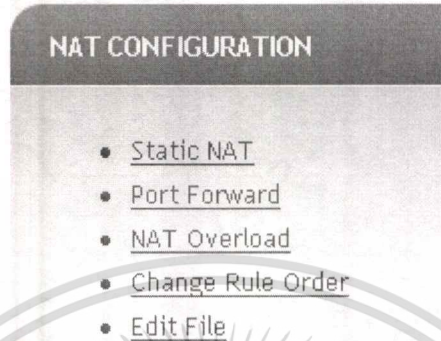 NAT CONFIGURATION
• Static NAT
• Port Forward
• NAT Overload
• Change Rule Order
• Edit File